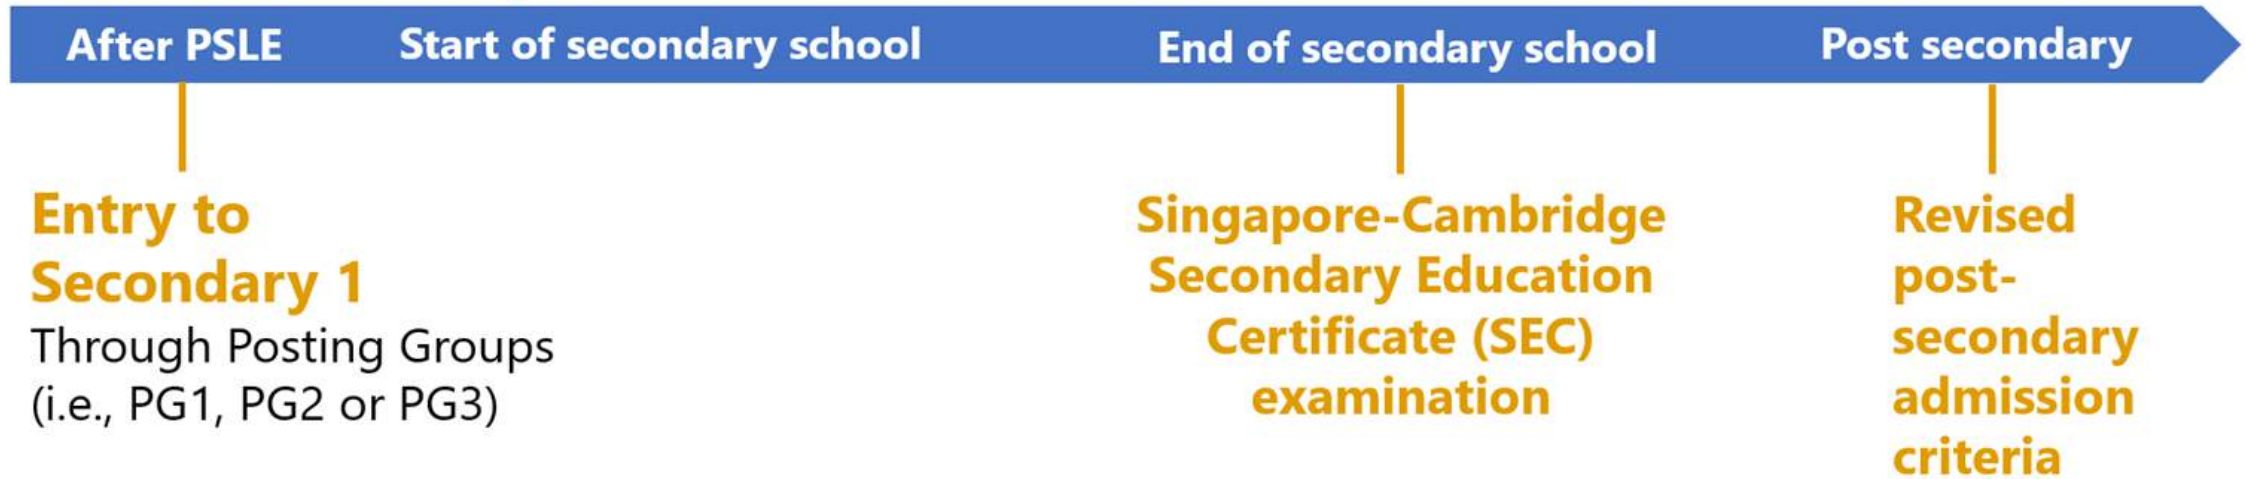 After PSLE
Start of secondary school
End of secondary school
Post secondary
Entry to
Secondary 1
Through Posting Groups
(i.e., PG1, PG2 or PG3)
Singapore-Cambridge
Secondary Education
Certificate (SEC)
examination
Revised
post-
secondary
admission
criteria